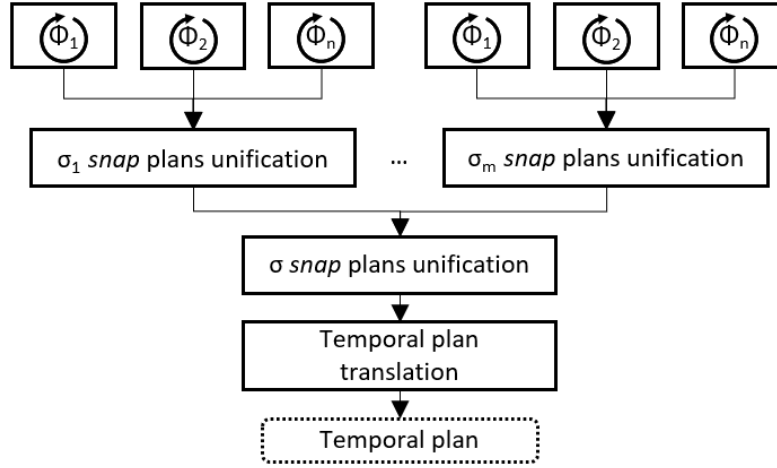 Φ1 Φ2 Φn Φ1 Φ2 Φn
σ1 snap plans unification ... σm snap plans unification
σ snap plans unification
Temporal plan
translation
Temporal plan